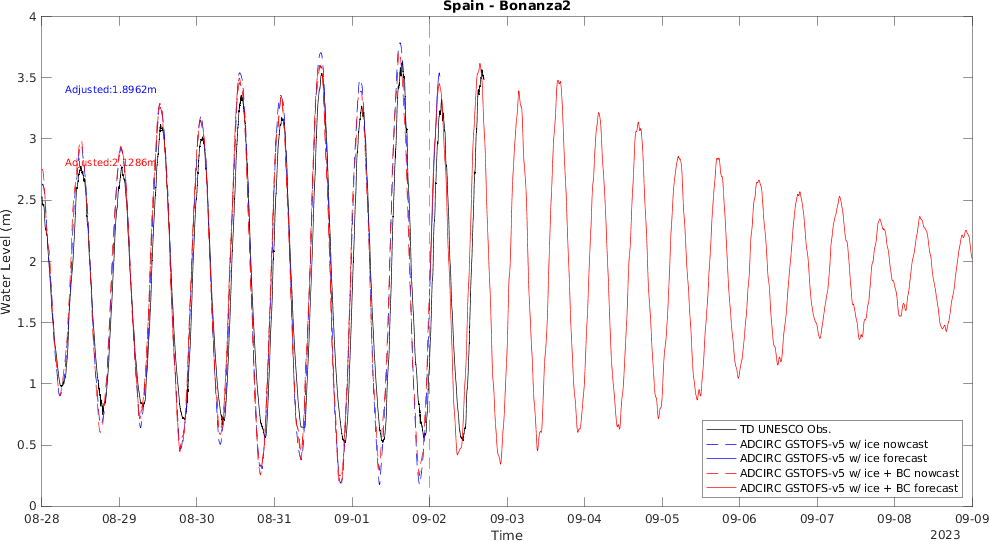 Spain - Bonanza2
4
3.5
3
2.5
2
1.5
1
0.5
0
Water Level (m)
Adjusted:1.8962m
Adjusted:2.1286m
TD UNESCO Obs.
ADCIRC GSTOFS-v5 w/ ice nowcast
ADCIRC GSTOFS-v5 w/ ice forecast
ADCIRC GSTOFS-v5 w/ ice + BC nowcast
ADCIRC GSTOFS-v5 w/ ice + BC forecast
08-28 08-29 08-30 08-31 09-01 09-02 09-03 09-04 09-05 09-06 09-07 09-08 09-09
Time
2023